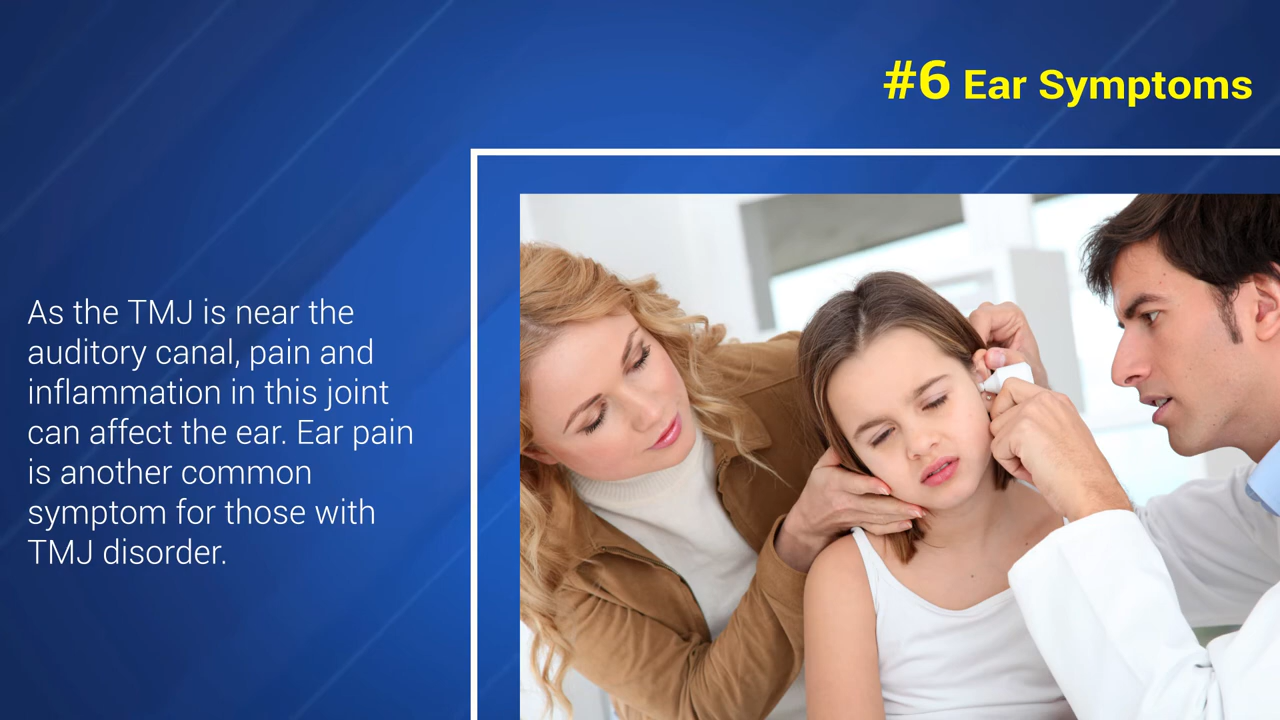 #6 Ear Symptoms
As the TMJ is near the
auditory canal, pain and
inflammation in this joint
can affect the ear. Ear pain
is another common
symptom for those with
TMJ disorder.